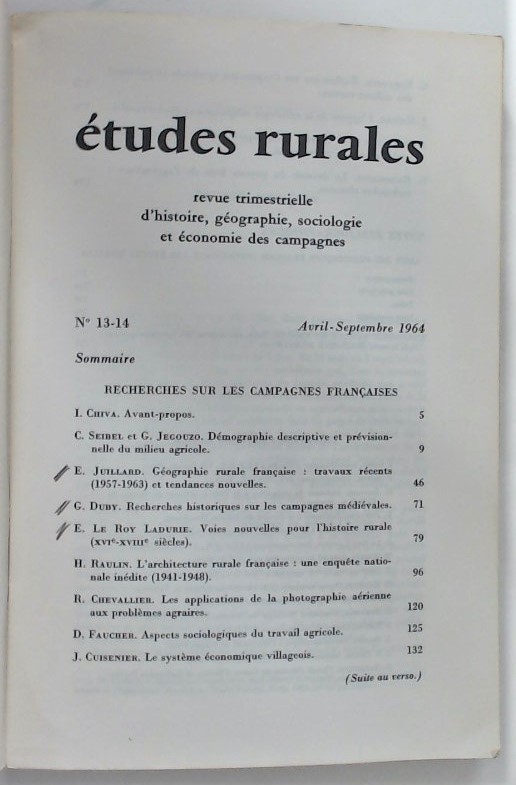 études rurales
revue trimestrielle
d'histoire, géographie, sociologie
et économie des campagnes
N° 13-14 Avril-Septembre 1964
Sommaire
RECHERCHES SUR LES CAMPAGNES FRANÇAISES
I. CHIVA. Avant-propos. 5
C. SEIBEL et G. JEGOUZO. Démographie descriptive et prévision-
nelle du milieu agricole. 9
E. JUILLARD. Géographie rurale française : travaux récents
(1957-1963) et tendances nouvelles. 46
G. DUBY. Recherches historiques sur les campagnes médiévales. 71
E. LE ROY LADURIE. Voies nouvelles pour l'histoire rurale
(XVIe-XVIIIe siècles). 79
H. RAULIN. L'architecture rurale française : une enquête natio-
nale inédite (1941-1948). 96
R. CHEVALLIER. Les applications de la photographie aérienne
aux problèmes agraires. 120
D. FAUCHER. Aspects sociologiques du travail agricole. 125
J. CUISENIER. Le système économique villageois. 132
(Suite au verso.)